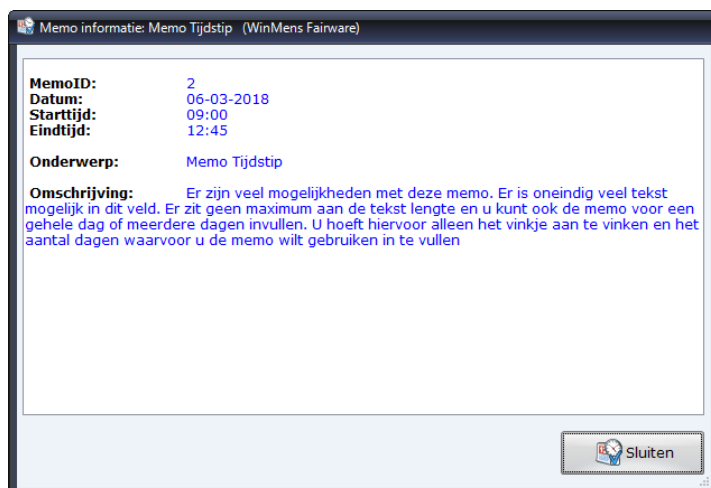 Memo informatie: Memo Tijdstip (WinMens Fairware)
MemoID: 2
Datum: 06-03-2018
Starttijd: 09:00
Eindtijd: 12:45
Onderwerp: Memo Tijdstip
Omschrijving: Er zijn veel mogelijkheden met deze memo. Er is oneindig veel tekst
mogelijk in dit veld. Er zit geen maximum aan de tekst lengte en u kunt ook de memo voor een
gehele dag of meerdere dagen invullen. U hoeft hiervoor alleen het vinkje aan te vinken en het
aantal dagen waarvoor u de memo wilt gebruiken in te vullen
Sluiten